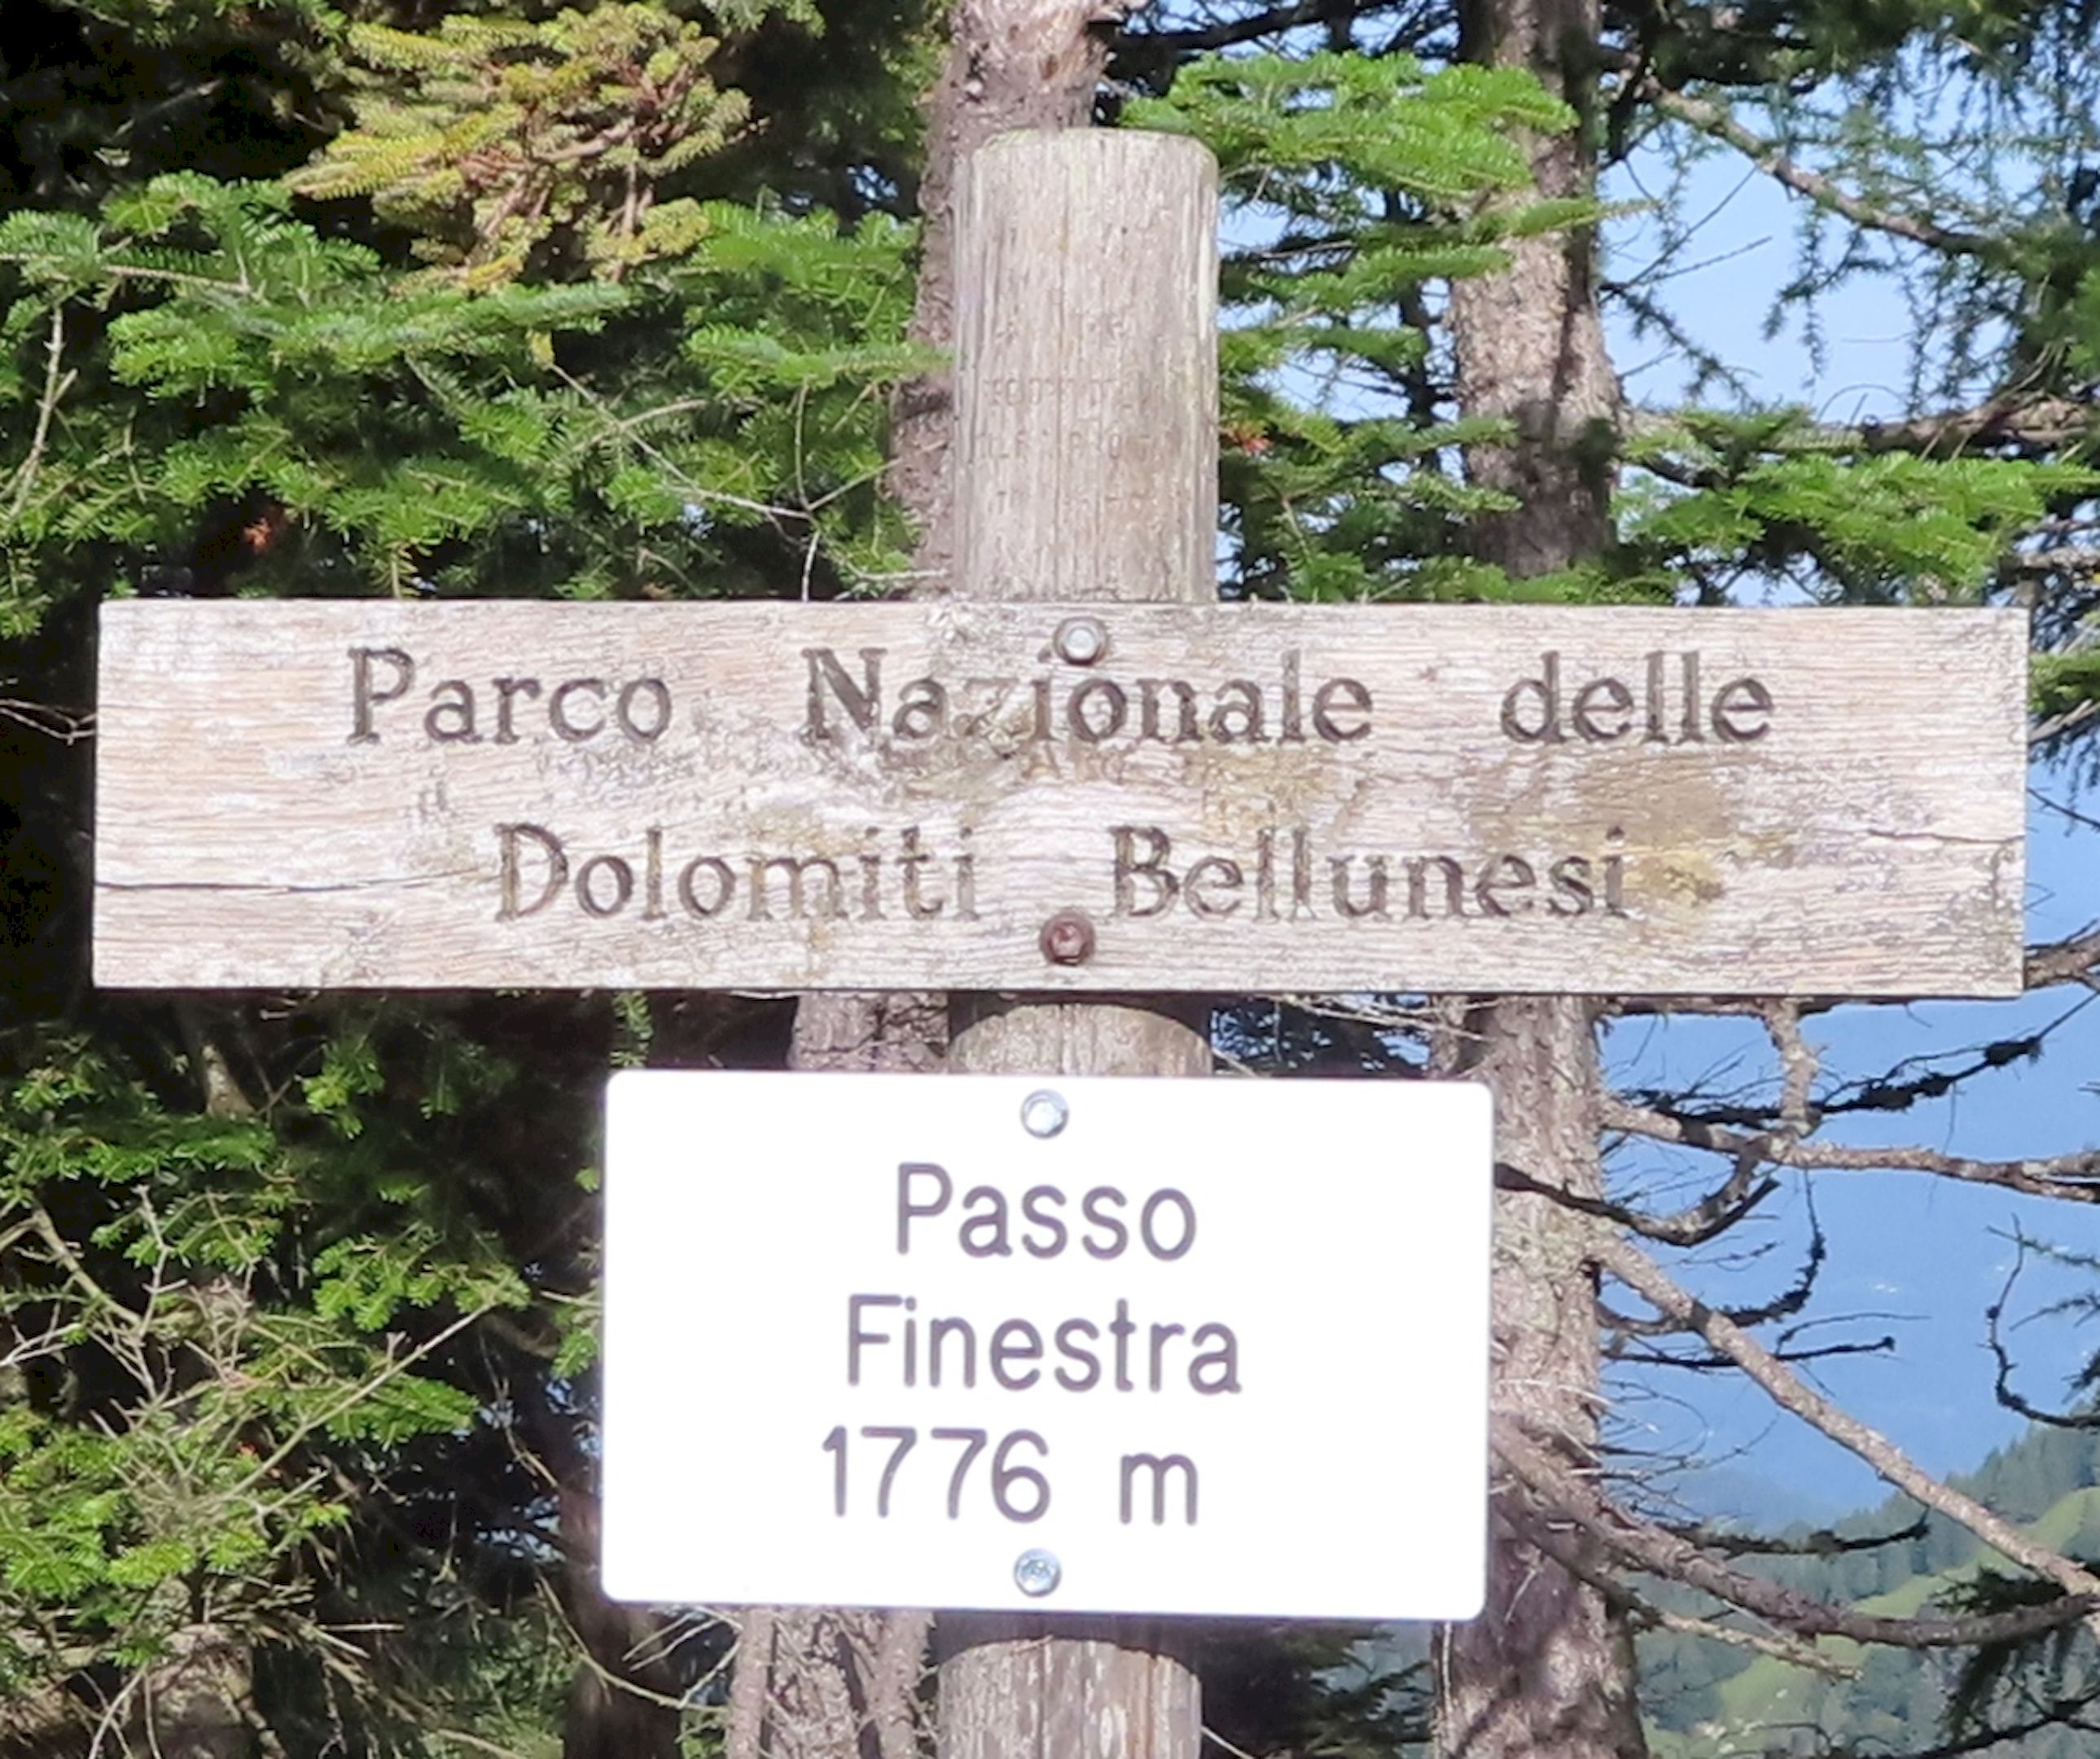 Parco Nazionale delle
Dolomiti Bellunesi
Passo
Finestra
1776 m